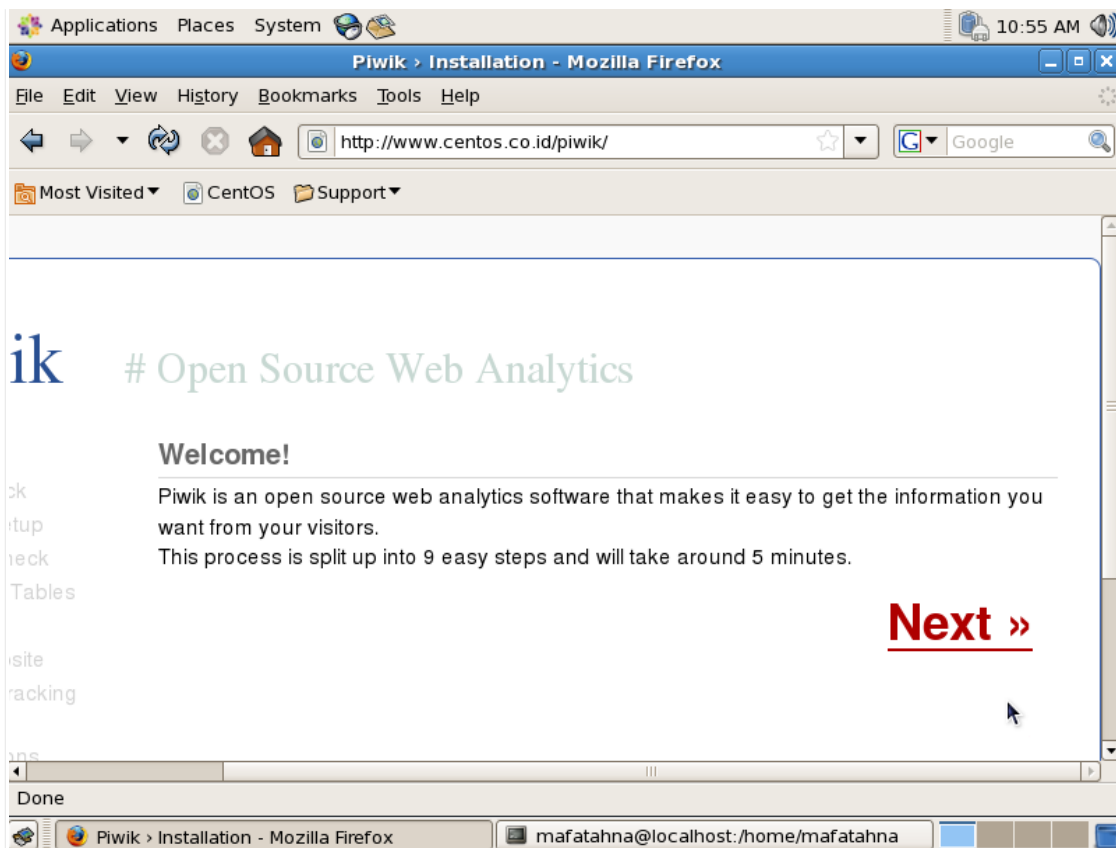 Applications Places System 10:55 AM
Piwik › Installation - Mozilla Firefox
File Edit View History Bookmarks Tools Help
http://www.centos.co.id/piwik/ G Google
Most Visited CentOS Support
ik # Open Source Web Analytics
Welcome!
Piwik is an open source web analytics software that makes it easy to get the information you
want from your visitors.
This process is split up into 9 easy steps and will take around 5 minutes.
Next »
ck
etup
heck
Tables
site
racking
ons
Done
Piwik › Installation - Mozilla Firefox mafatahna@localhost:/home/mafatahna